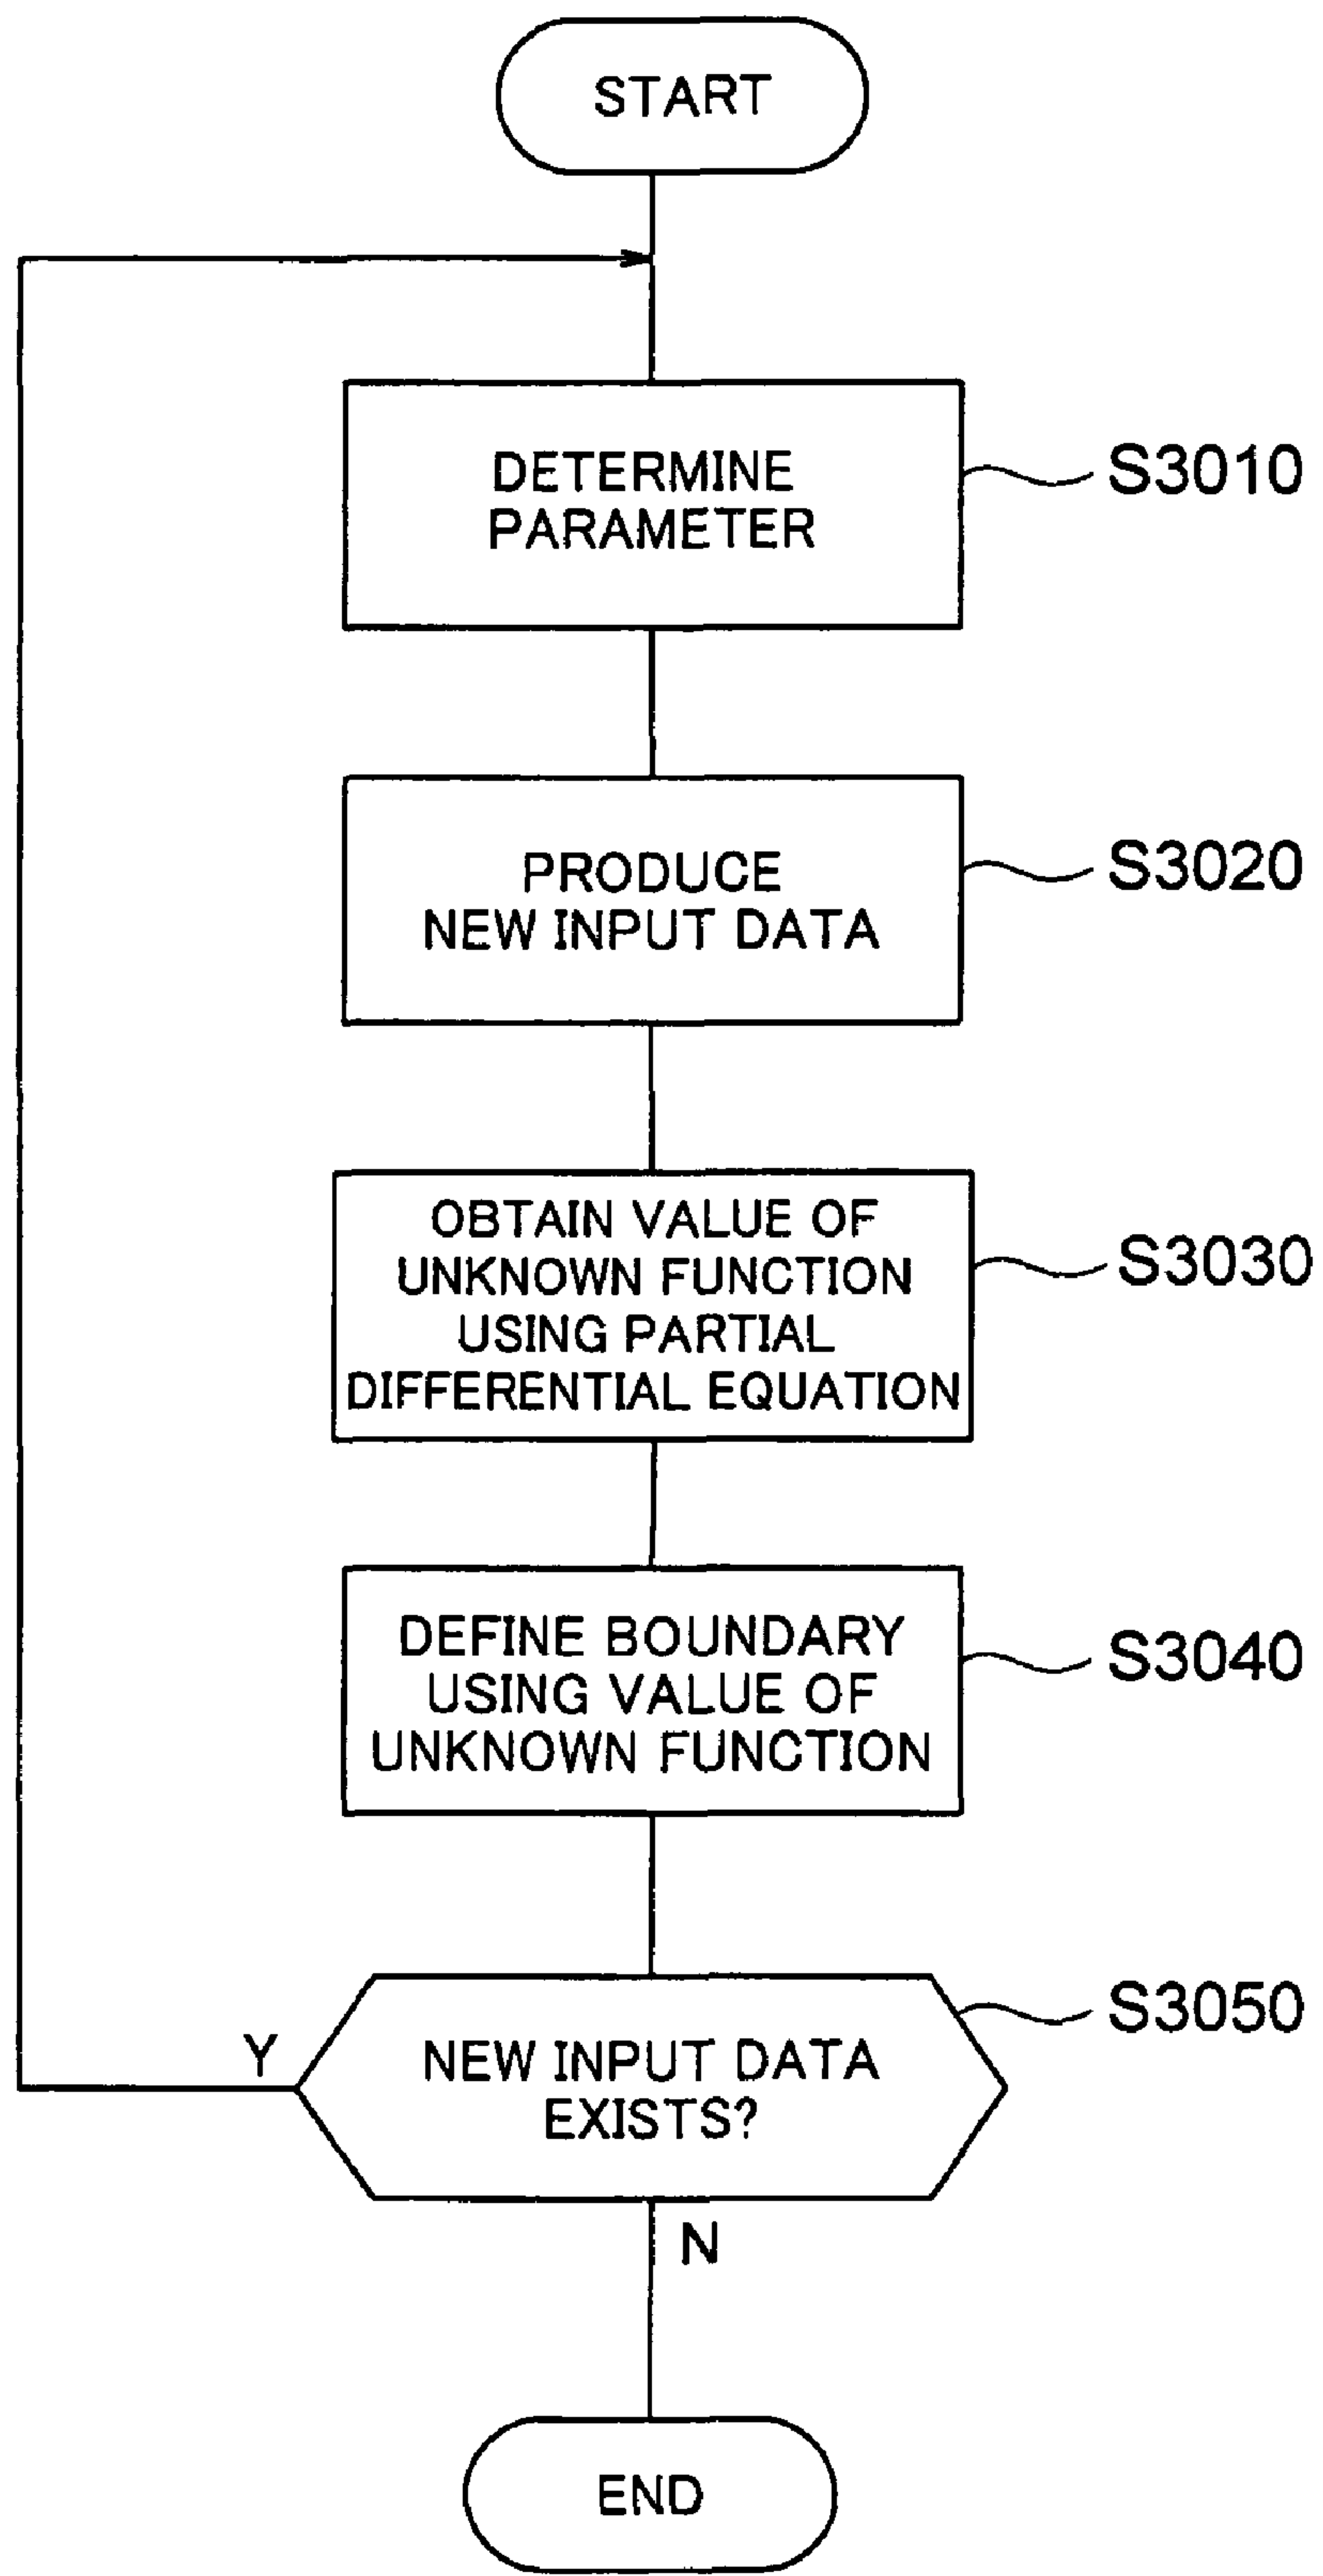 START
DETERMINE
PARAMETER
S3010
PRODUCE
NEW INPUT DATA
S3020
OBTAIN VALUE OF
UNKNOWN FUNCTION
USING PARTIAL
DIFFERENTIAL EQUATION
S3030
DEFINE BOUNDARY
USING VALUE OF
UNKNOWN FUNCTION
S3040
NEW INPUT DATA
EXISTS?
S3050
Y
N
END